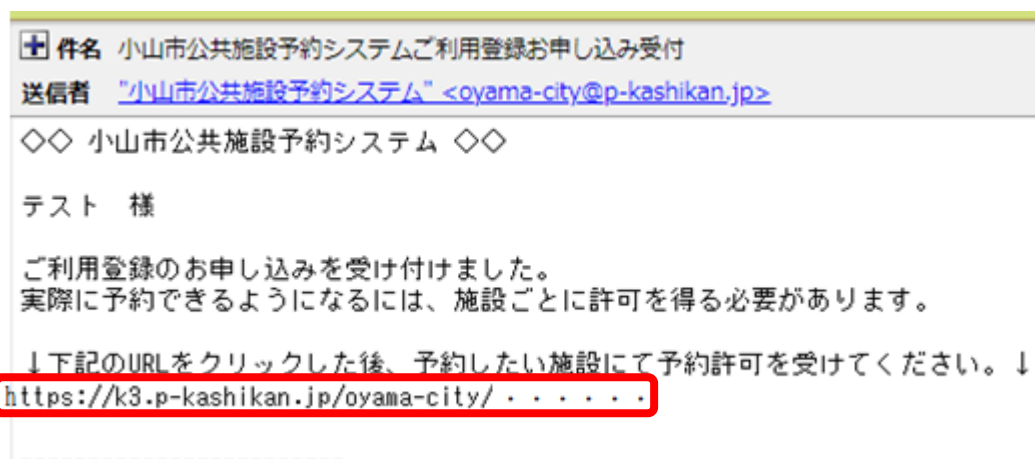 件名 小山市公共施設予約システムご利用登録お申し込み受付
送信者 "小山市公共施設予約システム" <oyama-city@p-kashikan.jp>
◇◇ 小山市公共施設予約システム ◇◇
テスト　様
ご利用登録のお申し込みを受け付けました。
実際に予約できるようになるには、施設ごとに許可を得る必要があります。
↓下記のURLをクリックした後、予約したい施設にて予約許可を受けてください。↓
https://k3.p-kashikan.jp/oyama-city/・・・・・・